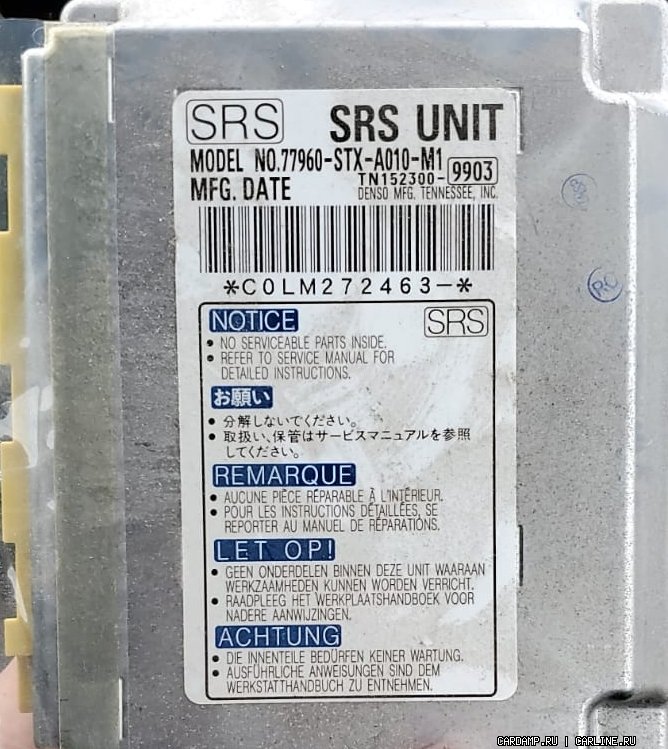 SRS SRS UNIT
MODEL NO.77960-STX-A010-M1
TN152300-9903
MFG. DATE DENSO MFG. TENNESSEE, INC.
*C0LM272463-*
NOTICE SRS
• NO SERVICEABLE PARTS INSIDE.
• REFER TO SERVICE MANUAL FOR
DETAILED INSTRUCTIONS.
お願い
• 分解しないでください。
• 取扱い、保管はサービスマニュアルを参照
してください。
REMARQUE
• AUCUNE PIÈCE RÉPARABLE À L'INTÉRIEUR.
• POUR LES INSTRUCTIONS DÉTAILLÉES, SE
REPORTER AU MANUEL DE RÉPARATIONS.
LET OP!
• GEEN ONDERDELEN BINNEN DEZE UNIT WAARAAN
WERKZAAMHEDEN KUNNEN WORDEN VERRICHT.
• RAADPLEEG HET WERKPLAATSHANDBOEK VOOR
NADERE AANWIJZINGEN.
ACHTUNG
• DIE INNENTEILE BEDÜRFEN KEINER WARTUNG.
• AUSFÜHRLICHE ANWEISUNGEN SIND DEM
WERKSTATTHANDBUCH ZU ENTNEHMEN.
CARDAMP.RU | CARLINE.RU